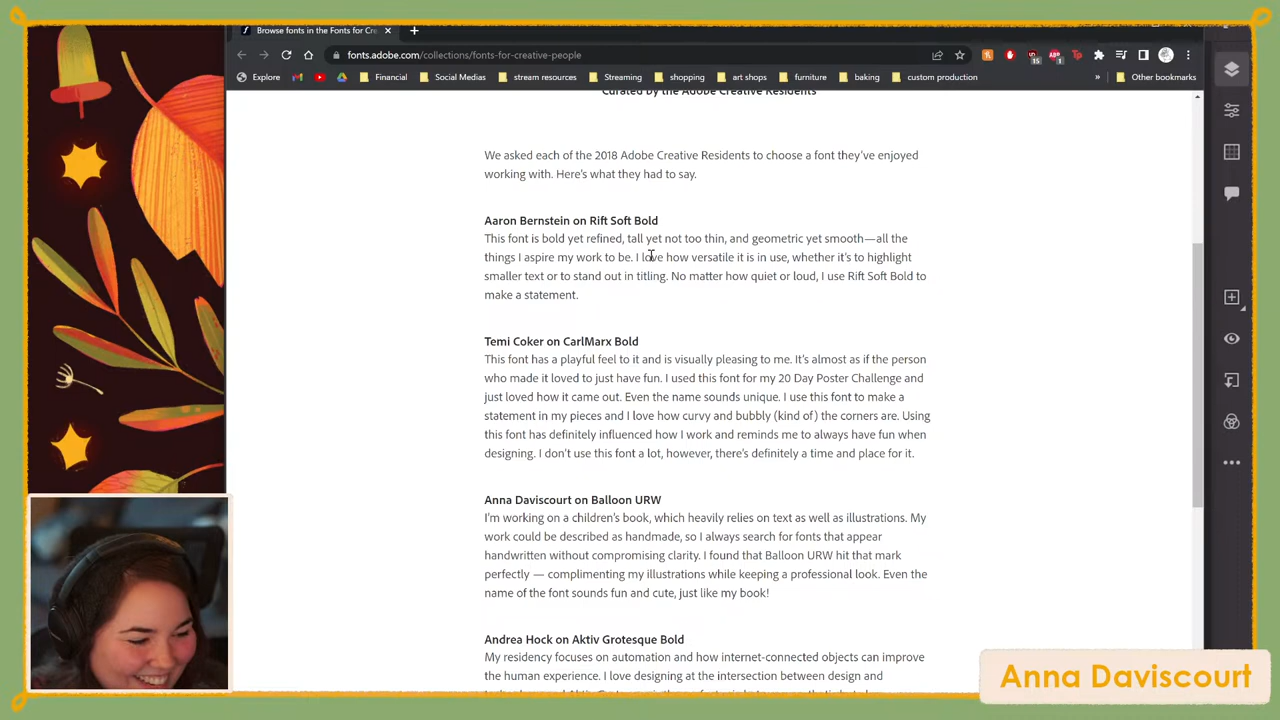 Browse fonts in the Fonts for Cre
fonts.adobe.com/collections/fonts-for-creative-people
Explore Financial Social Medias stream resources Streaming shopping art shops furniture baking custom production » Other bookmarks
Curated by the Adobe Creative Residents
We asked each of the 2018 Adobe Creative Residents to choose a font they've enjoyed
working with. Here's what they had to say.
Aaron Bernstein on Rift Soft Bold
This font is bold yet refined, tall yet not too thin, and geometric yet smooth—all the
things I aspire my work to be. I love how versatile it is in use, whether it's to highlight
smaller text or to stand out in titling. No matter how quiet or loud, I use Rift Soft Bold to
make a statement.
Temi Coker on CarlMarx Bold
This font has a playful feel to it and is visually pleasing to me. It's almost as if the person
who made it loved to just have fun. I used this font for my 20 Day Poster Challenge and
just loved how it came out. Even the name sounds unique. I use this font to make a
statement in my pieces and I love how curvy and bubbly (kind of) the corners are. Using
this font has definitely influenced how I work and reminds me to always have fun when
designing. I don't use this font a lot, however, there's definitely a time and place for it.
Anna Daviscourt on Balloon URW
I'm working on a children's book, which heavily relies on text as well as illustrations. My
work could be described as handmade, so I always search for fonts that appear
handwritten without compromising clarity. I found that Balloon URW hit that mark
perfectly — complimenting my illustrations while keeping a professional look. Even the
name of the font sounds fun and cute, just like my book!
Andrea Hock on Aktiv Grotesque Bold
My residency focuses on automation and how internet-connected objects can improve
the human experience. I love designing at the intersection between design and
Anna Daviscourt